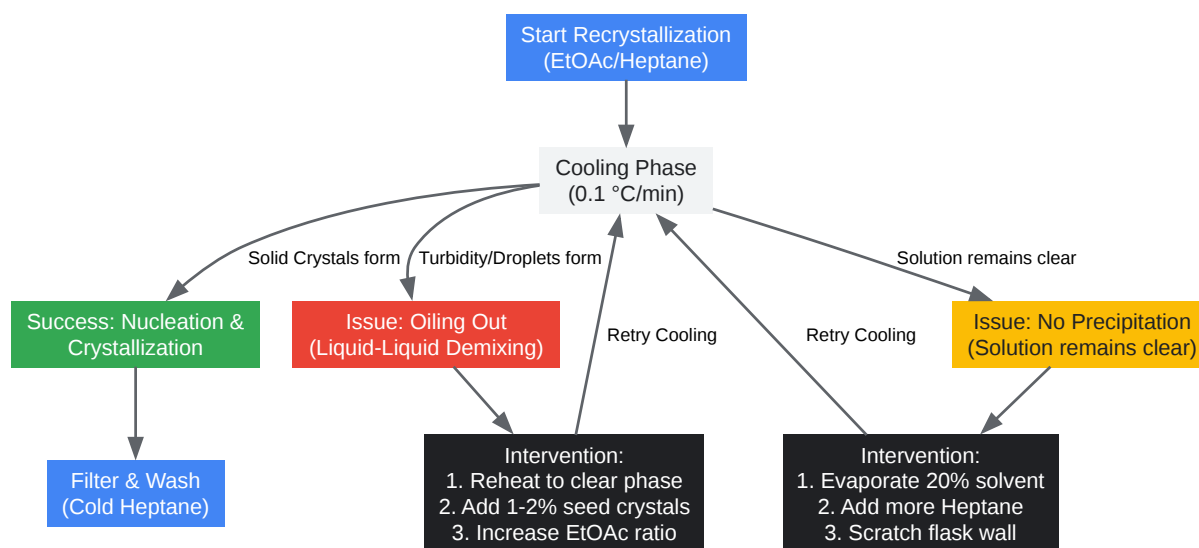 Start Recrystallization
(EtOAc/Heptane)
Cooling Phase
(0.1 °C/min)
Solid Crystals form
Turbidity/Droplets form
Solution remains clear
Success: Nucleation &
Crystallization
Issue: Oiling Out
(Liquid-Liquid Demixing)
Issue: No Precipitation
(Solution remains clear)
Retry Cooling
Retry Cooling
Filter & Wash
(Cold Heptane)
Intervention:
1. Reheat to clear phase
2. Add 1-2% seed crystals
3. Increase EtOAc ratio
Intervention:
1. Evaporate 20% solvent
2. Add more Heptane
3. Scratch flask wall